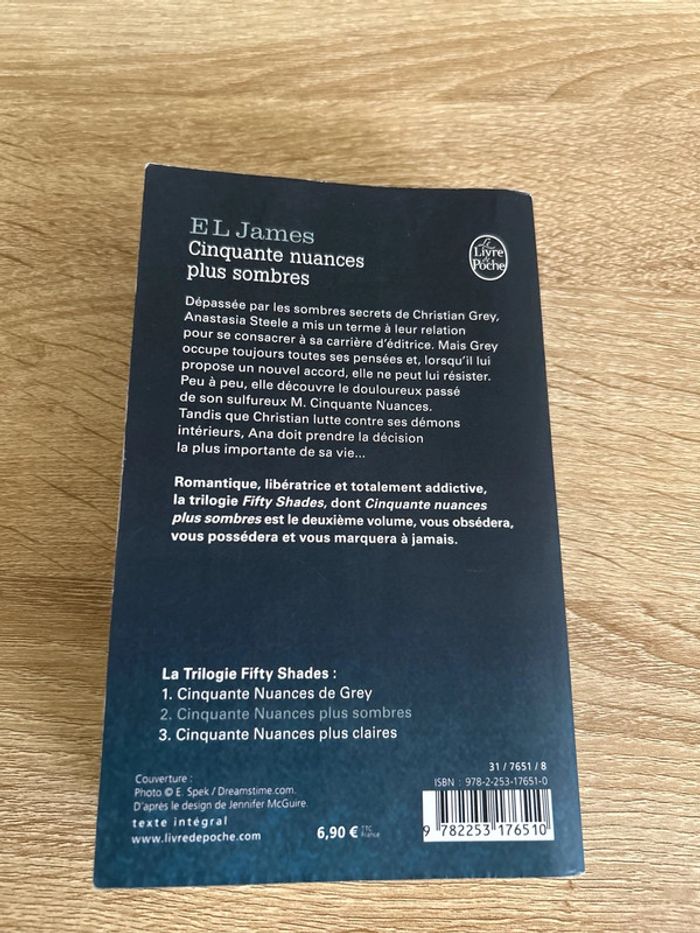 E L James
Cinquante nuances
plus sombres
Le
Livre
de
Poche
Dépassée par les sombres secrets de Christian Grey,
Anastasia Steele a mis un terme à leur relation
pour se consacrer à sa carrière d'éditrice. Mais Grey
occupe toujours toutes ses pensées et, lorsqu'il lui
propose un nouvel accord, elle ne peut lui résister.
Peu à peu, elle découvre le douloureux passé
de son sulfureux M. Cinquante Nuances.
Tandis que Christian lutte contre ses démons
intérieurs, Ana doit prendre la décision
la plus importante de sa vie...
Romantique, libératrice et totalement addictive,
la trilogie Fifty Shades, dont Cinquante nuances
plus sombres est le deuxième volume, vous obsédera,
vous possédera et vous marquera à jamais.
La Trilogie Fifty Shades :
1. Cinquante Nuances de Grey
2. Cinquante Nuances plus sombres
3. Cinquante Nuances plus claires
Couverture :
Photo © E. Spek / Dreamstime.com.
D'après le design de Jennifer McGuire.
texte intégral
www.livredepoche.com
6,90 € TTC France
31 / 7651 / 8
ISBN : 978-2-253-17651-0
9 782253 176510